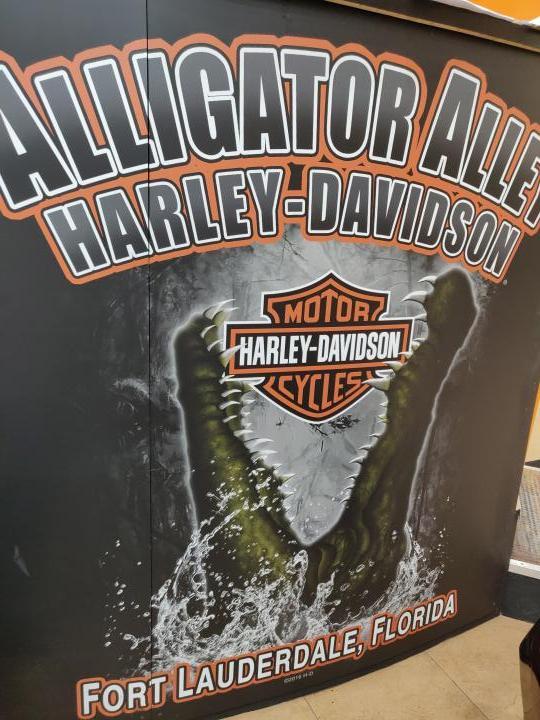 ALLIGATOR ALLEY
HARLEY-DAVIDSON
MOTOR
HARLEY-DAVIDSON
CYCLES
FORT LAUDERDALE, FLORIDA